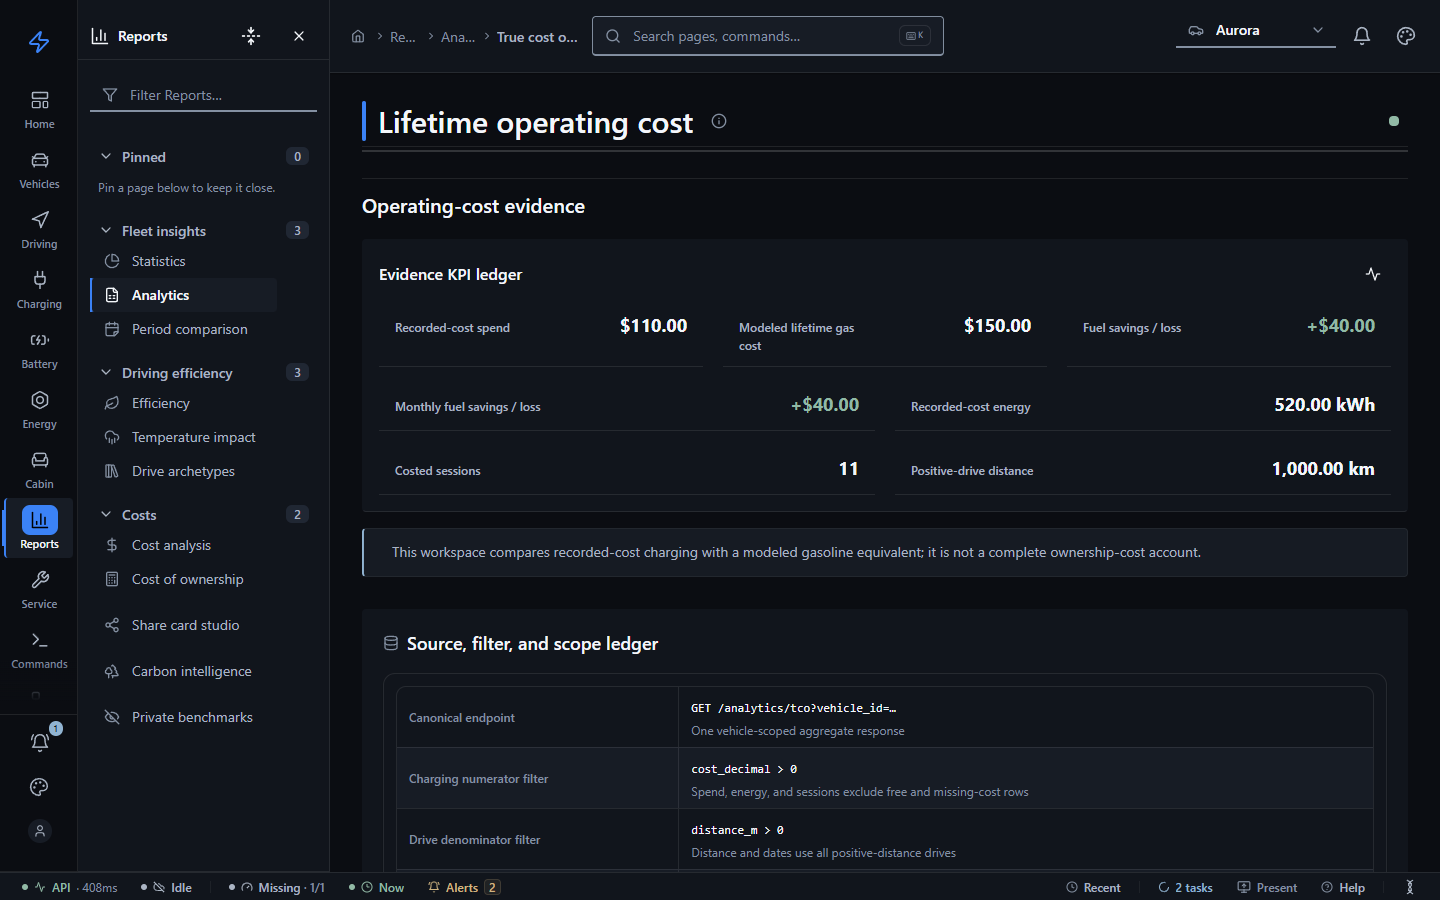 Home
Vehicles
Driving
Charging
Battery
Energy
Cabin
Reports
Service
Commands
1
Reports
Filter Reports...
Pinned
0
Pin a page below to keep it close.
Fleet insights
3
Statistics
Analytics
Period comparison
Driving efficiency
3
Efficiency
Temperature impact
Drive archetypes
Costs
2
Cost analysis
Cost of ownership
Share card studio
Carbon intelligence
Private benchmarks
Re...
Ana...
True cost o...
Search pages, commands...
K
Aurora
Lifetime operating cost
Operating-cost evidence
Evidence KPI ledger
Recorded-cost spend
$110.00
Modeled lifetime gas
cost
$150.00
Fuel savings / loss
+$40.00
Monthly fuel savings / loss
+$40.00
Recorded-cost energy
520.00 kWh
Costed sessions
11
Positive-drive distance
1,000.00 km
This workspace compares recorded-cost charging with a modeled gasoline equivalent; it is not a complete ownership-cost account.
Source, filter, and scope ledger
Canonical endpoint
GET /analytics/tco?vehicle_id=…
One vehicle-scoped aggregate response
Charging numerator filter
cost_decimal > 0
Spend, energy, and sessions exclude free and missing-cost rows
Drive denominator filter
distance_m > 0
Distance and dates use all positive-distance drives
API · 408ms
Idle
Missing · 1/1
Now
Alerts 2
Recent
2 tasks
Present
Help